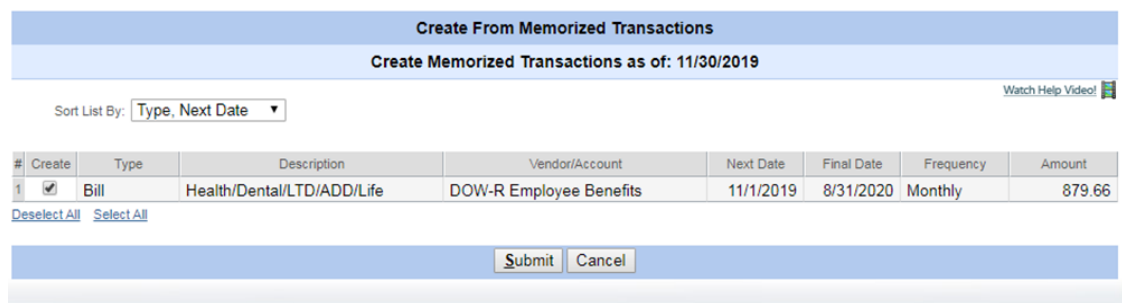 Create From Memorized Transactions
Create Memorized Transactions as of: 11/30/2019
Watch Help Video!
Sort List By: Type, Next Date
# Create Type Description Vendor/Account Next Date Final Date Frequency Amount
1 Bill Health/Dental/LTD/ADD/Life DOW-R Employee Benefits 11/1/2019 8/31/2020 Monthly 879.66
Deselect All Select All
Submit Cancel